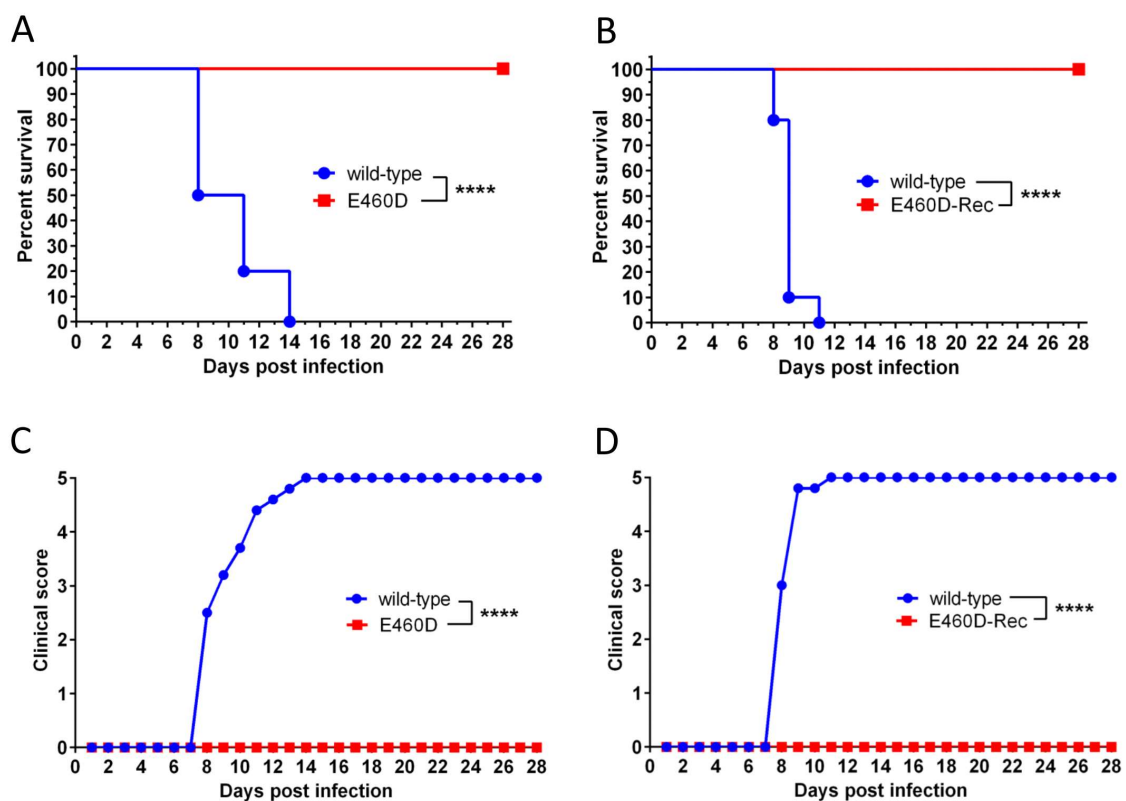 A
100
90
80
70
60
50
40
30
20
10
0
Percent survival
wild-type
E460D
****
0 2 4 6 8 10 12 14 16 18 20 22 24 26 28
Days post infection
B
100
90
80
70
60
50
40
30
20
10
0
Percent survival
wild-type
E460D-Rec
****
0 2 4 6 8 10 12 14 16 18 20 22 24 26 28
Days post infection
C
5
4
3
2
1
0
Clinical score
wild-type
E460D
****
0 2 4 6 8 10 12 14 16 18 20 22 24 26 28
Days post infection
D
5
4
3
2
1
0
Clinical score
wild-type
E460D-Rec
****
0 2 4 6 8 10 12 14 16 18 20 22 24 26 28
Days post infection